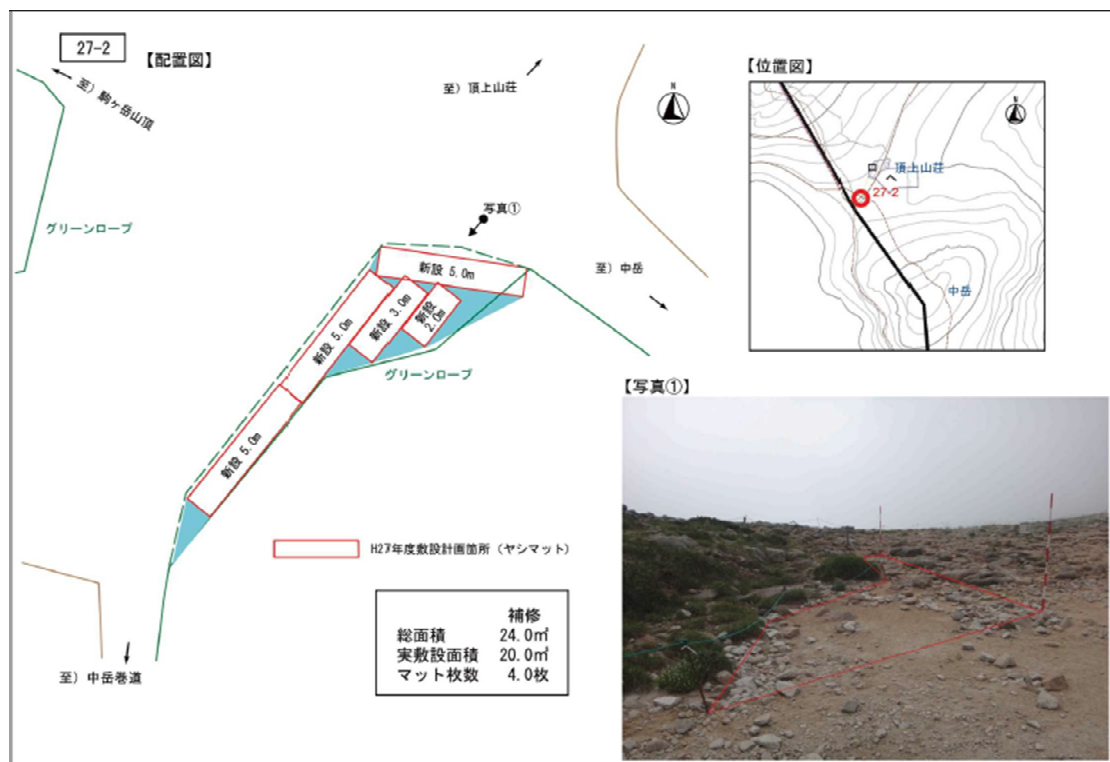 27-2
【配置図】
至）駒ヶ岳山頂
至）頂上山荘
N
写真①
グリーンロープ
至）中岳
新設 5.0m
新設 5.0m
新設 3.0m
新設
2.0m
グリーンロープ
新設 5.0m
H27年度敷設計画箇所（ヤシマット）
補修
総面積 24.0㎡
実敷設面積 20.0㎡
マット枚数 4.0枚
至）中岳巻道
【位置図】
N
頂上山荘
27-2
中岳
【写真①】